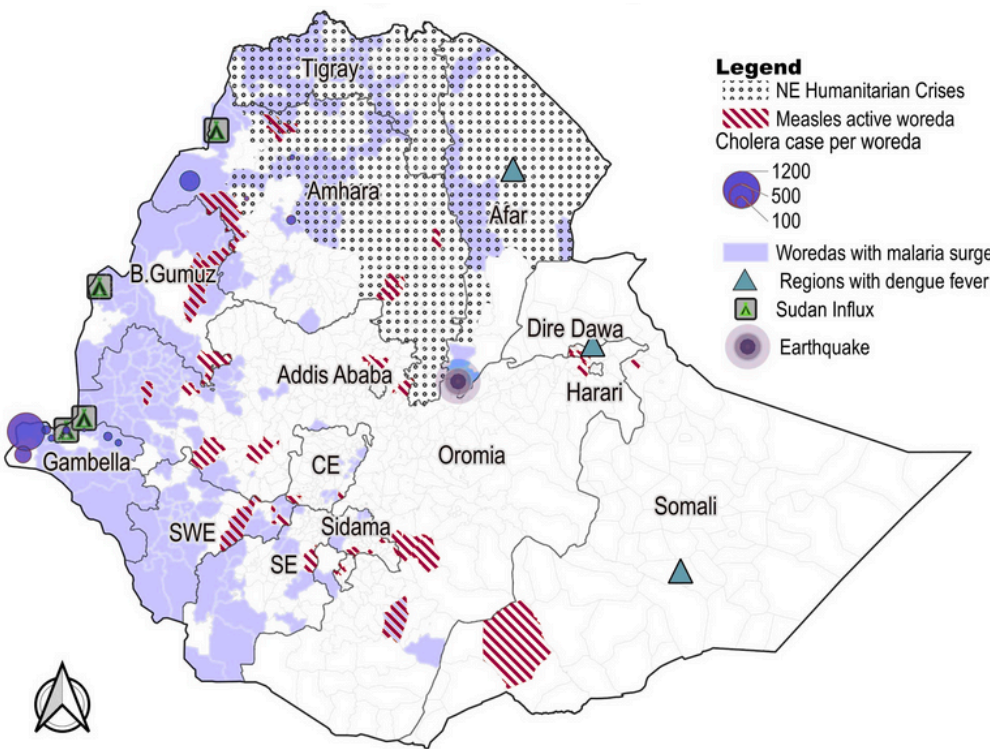 Legend
NE Humanitarian Crises
Measles active woreda
Cholera case per woreda
1200
500
100
Woredas with malaria surge
Regions with dengue fever
Sudan Influx
Earthquake
Tigray
Amhara
Afar
B.Gumuz
Dire Dawa
Addis Ababa
Harari
Oromia
Gambella
CE
Somali
SWE
Sidama
SE